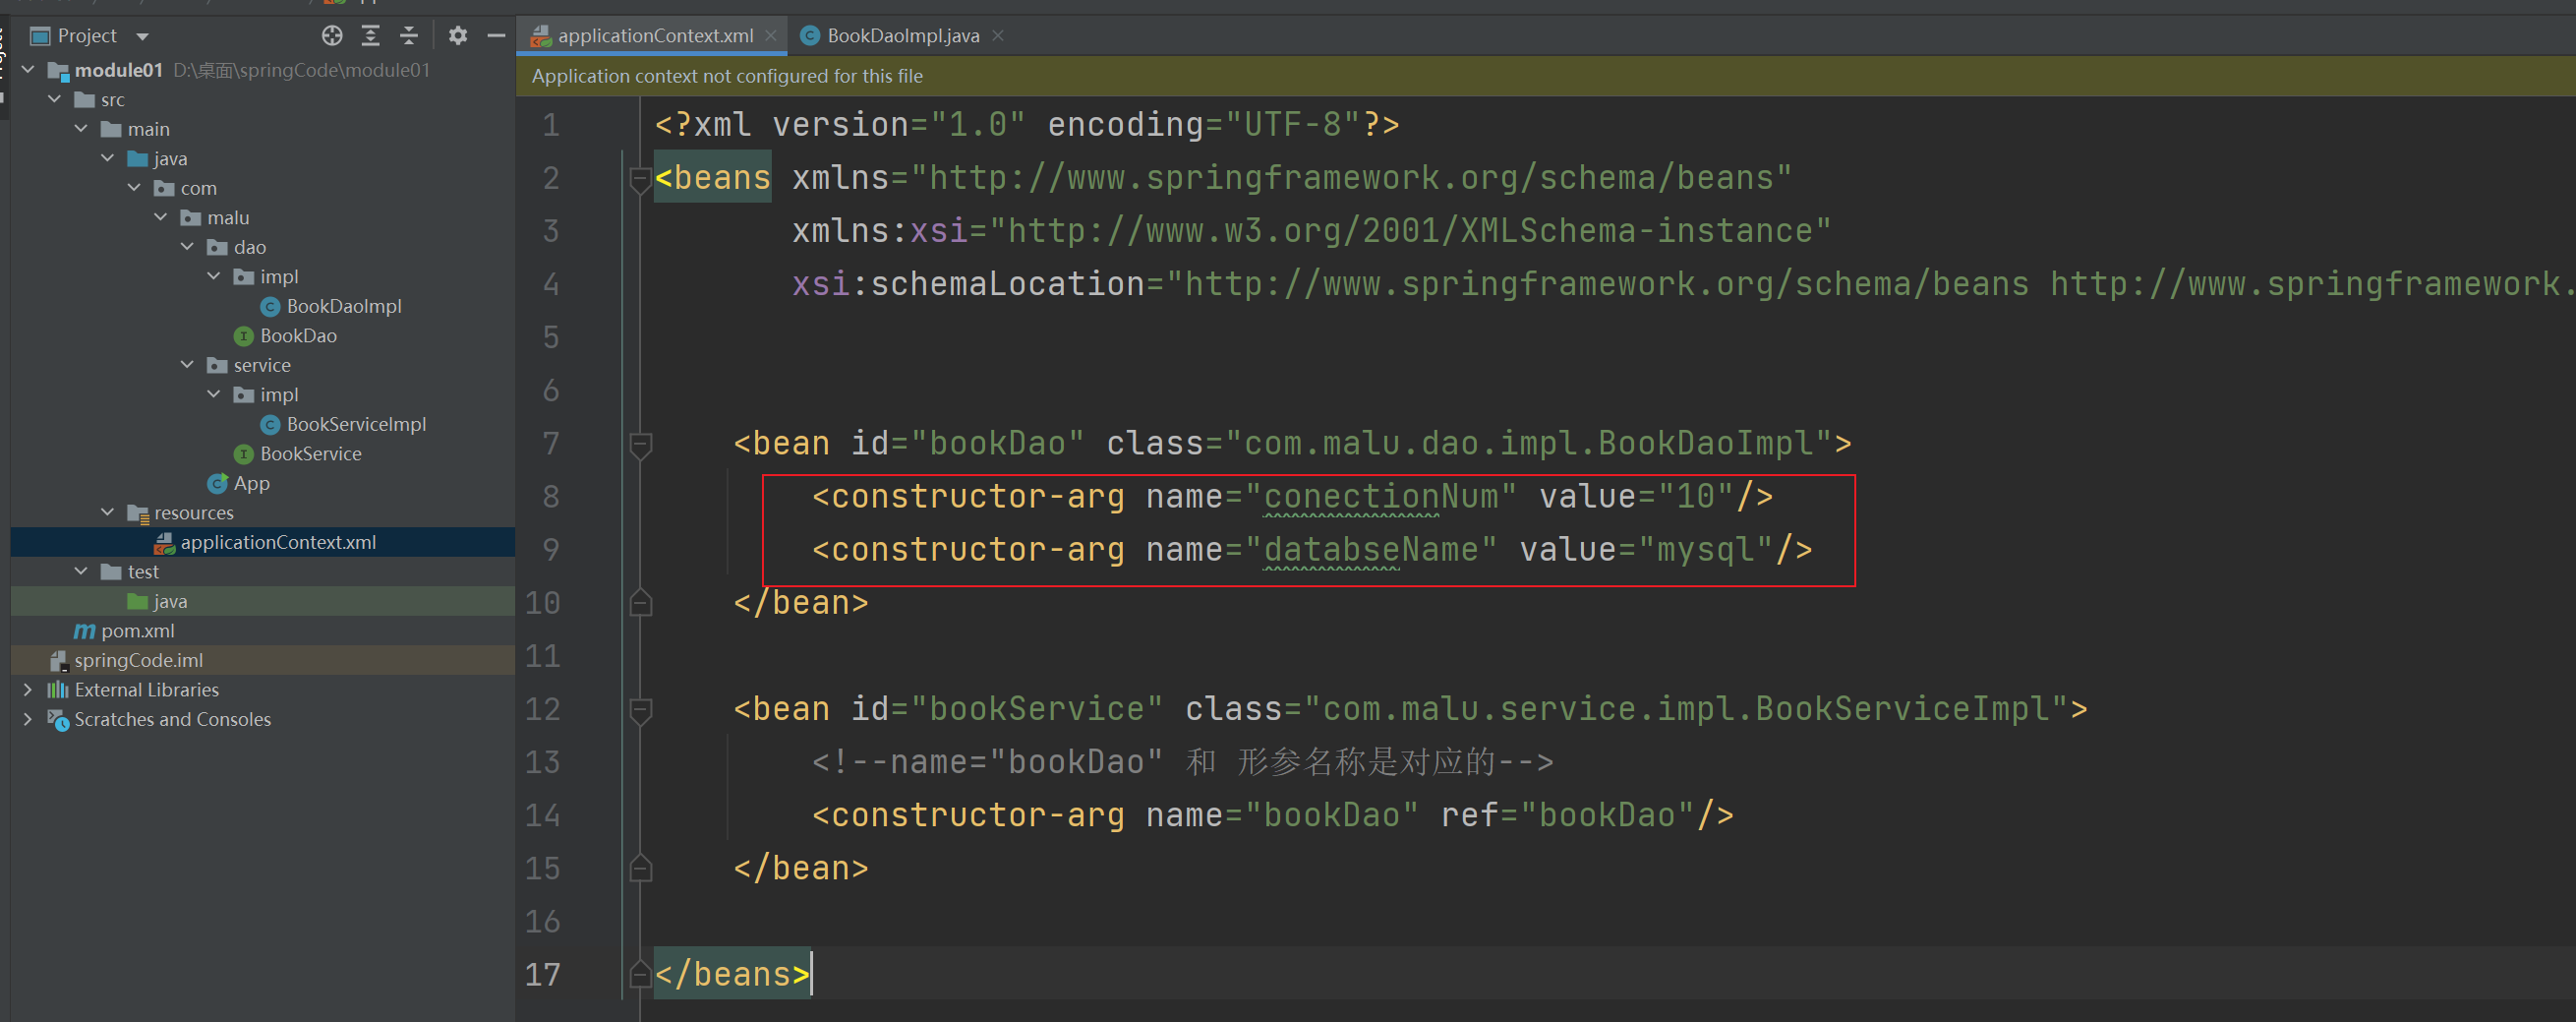 Project
module01 D:\桌面\springCode\module01
src
main
java
com
malu
dao
impl
BookDaoImpl
BookDao
service
impl
BookServiceImpl
BookService
App
resources
applicationContext.xml
test
java
pom.xml
springCode.iml
External Libraries
Scratches and Consoles
applicationContext.xml
BookDaoImpl.java
Application context not configured for this file
1 <?xml version="1.0" encoding="UTF-8"?>
2 <beans xmlns="http://www.springframework.org/schema/beans"
3 xmlns:xsi="http://www.w3.org/2001/XMLSchema-instance"
4 xsi:schemaLocation="http://www.springframework.org/schema/beans http://www.springframework.
5
6
7 <bean id="bookDao" class="com.malu.dao.impl.BookDaoImpl">
8 <constructor-arg name="conectionNum" value="10"/>
9 <constructor-arg name="databseName" value="mysql"/>
10 </bean>
11
12 <bean id="bookService" class="com.malu.service.impl.BookServiceImpl">
13 <!--name="bookDao" 和 形参名称是对应的-->
14 <constructor-arg name="bookDao" ref="bookDao"/>
15 </bean>
16
17 </beans>